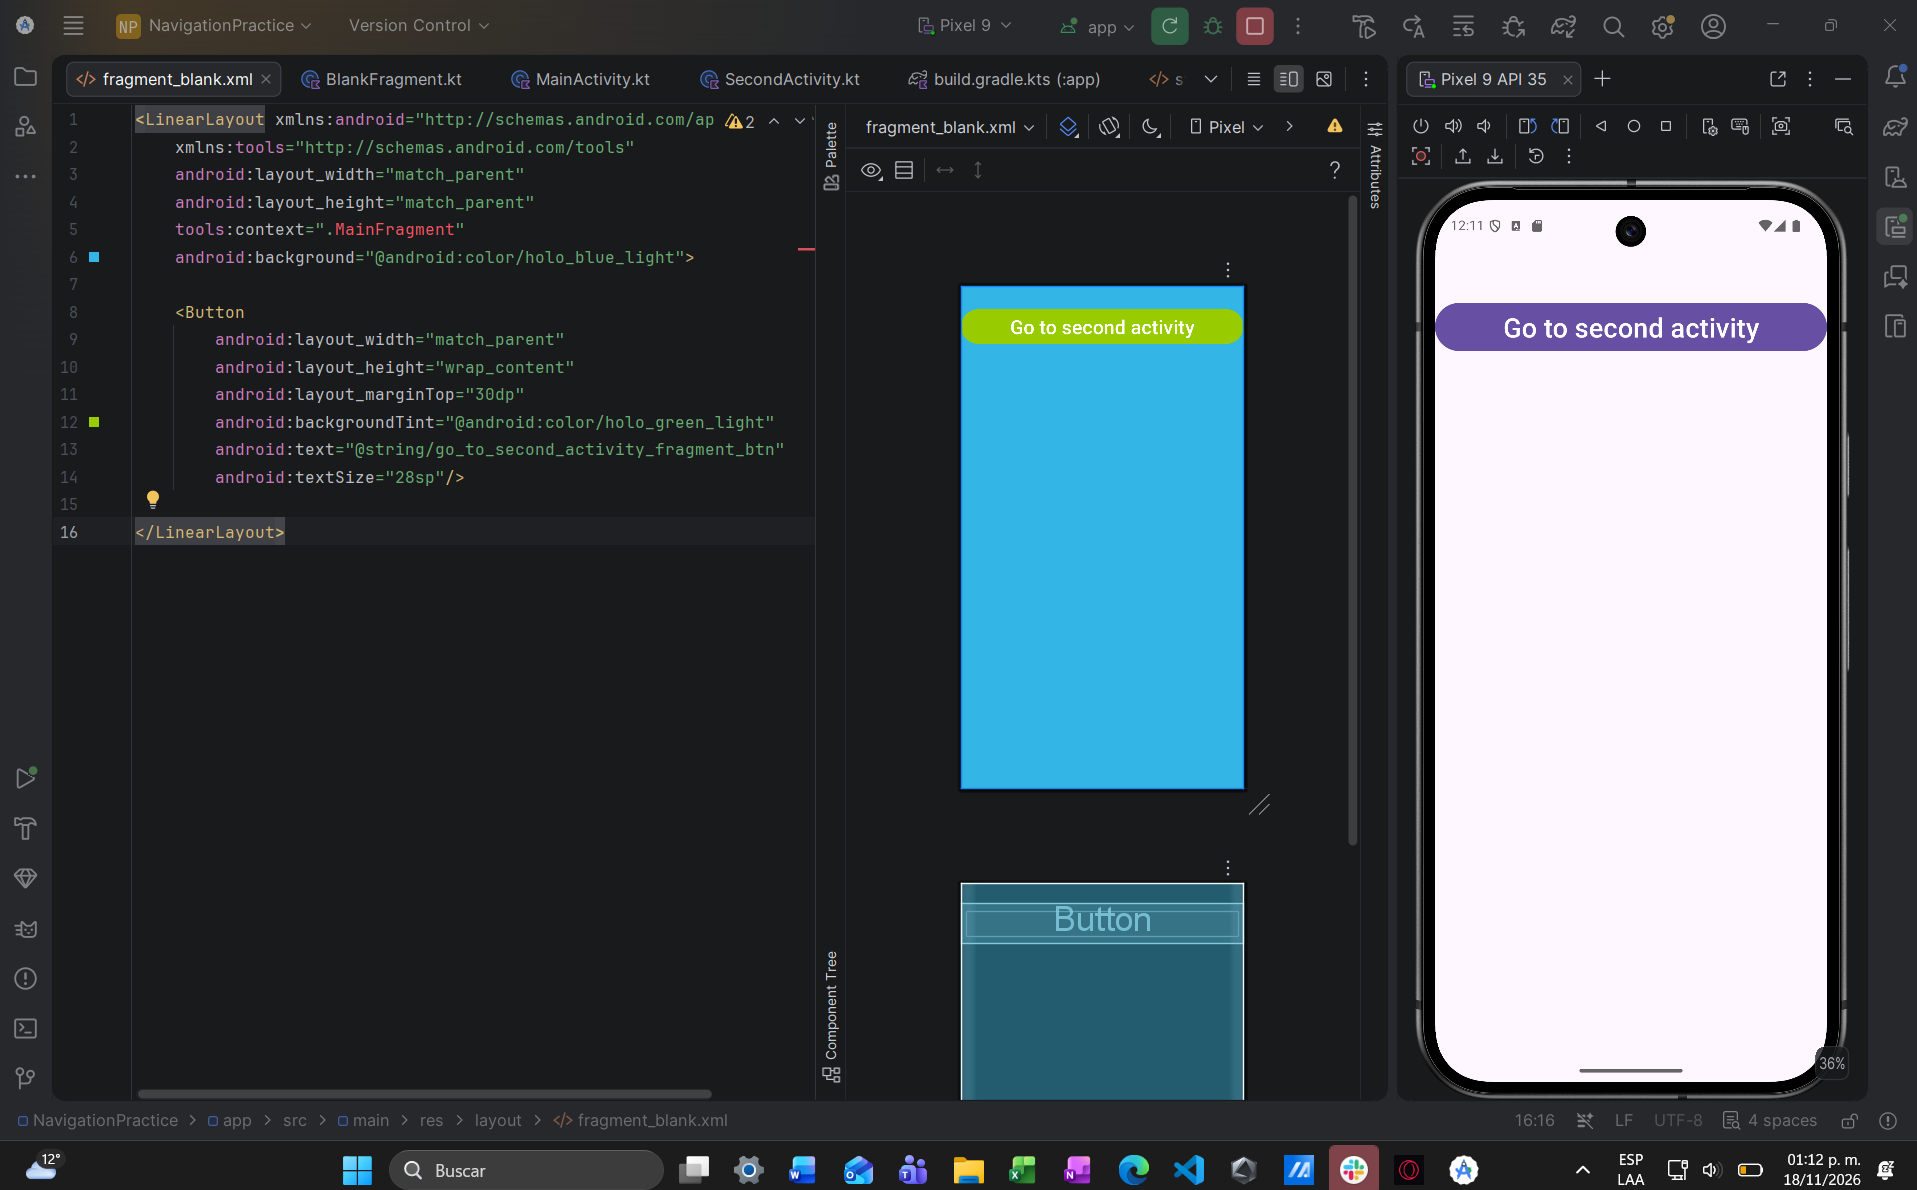 NP NavigationPractice Version Control Pixel 9 app
fragment_blank.xml BlankFragment.kt MainActivity.kt SecondActivity.kt build.gradle.kts (:app) s
Pixel 9 API 35
1 <LinearLayout xmlns:android="http://schemas.android.com/ap 2
2 xmlns:tools="http://schemas.android.com/tools"
3 android:layout_width="match_parent"
4 android:layout_height="match_parent"
5 tools:context=".MainFragment"
6 android:background="@android:color/holo_blue_light">
7
8 <Button
9 android:layout_width="match_parent"
10 android:layout_height="wrap_content"
11 android:layout_marginTop="30dp"
12 android:backgroundTint="@android:color/holo_green_light"
13 android:text="@string/go_to_second_activity_fragment_btn"
14 android:textSize="28sp"/>
15
16 </LinearLayout>
Palette
Component Tree
fragment_blank.xml Pixel
?
Attributes
Go to second activity
Button
12:11
Go to second activity
36%
NavigationPractice > app > src > main > res > layout > fragment_blank.xml
16:16 LF UTF-8 4 spaces
12°
Buscar
ESP
LAA
01:12 p. m.
18/11/2026